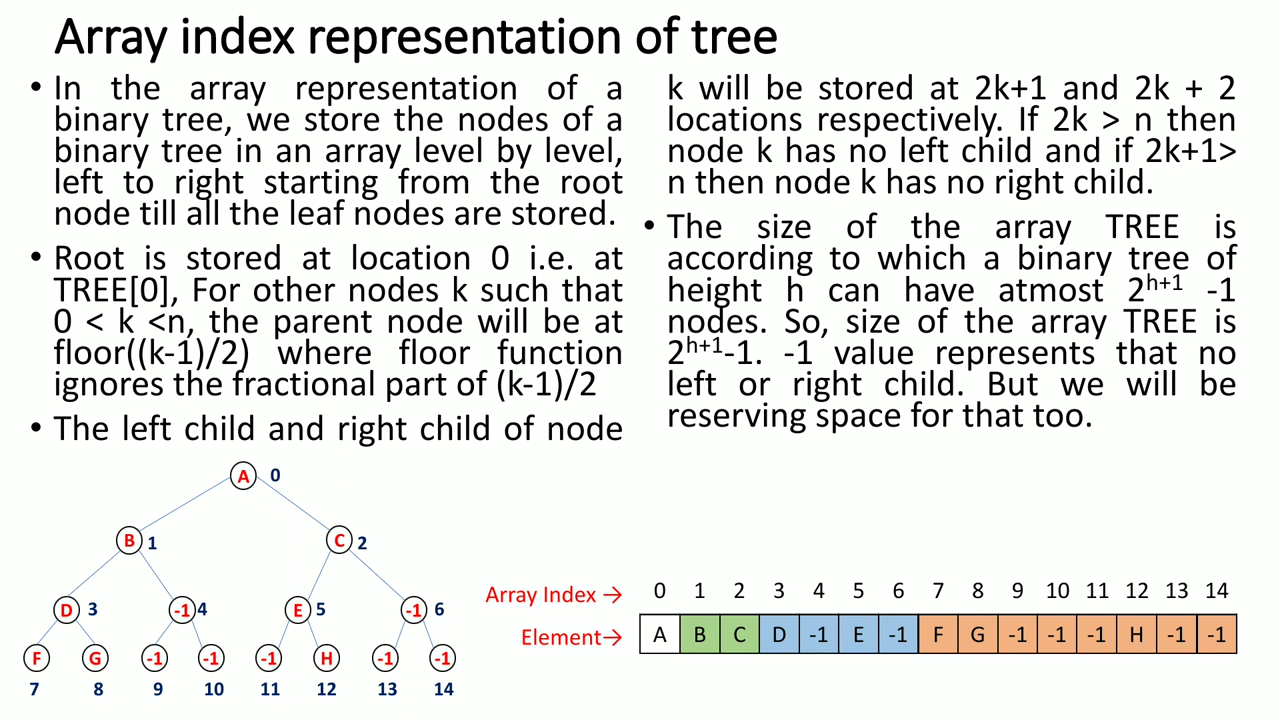 Array index representation of tree
• In the array representation of a
binary tree, we store the nodes of a
binary tree in an array level by level,
left to right starting from the root
node till all the leaf nodes are stored.
• Root is stored at location 0 i.e. at
TREE[0], For other nodes k such that
0 < k <n, the parent node will be at
floor((k-1)/2) where floor function
ignores the fractional part of (k-1)/2
• The left child and right child of node
k will be stored at 2k+1 and 2k + 2
locations respectively. If 2k > n then
node k has no left child and if 2k+1>
n then node k has no right child.
• The size of the array TREE is
according to which a binary tree of
height h can have atmost 2^{h+1} -1
nodes. So, size of the array TREE is
2^{h+1}-1. -1 value represents that no
left or right child. But we will be
reserving space for that too.
A 0
B 1 C 2
D 3 -1 4 E 5 -1 6
F G -1 -1 -1 H -1 -1
7 8 9 10 11 12 13 14
Array Index → 0 1 2 3 4 5 6 7 8 9 10 11 12 13 14
Element→ A B C D -1 E -1 F G -1 -1 -1 H -1 -1